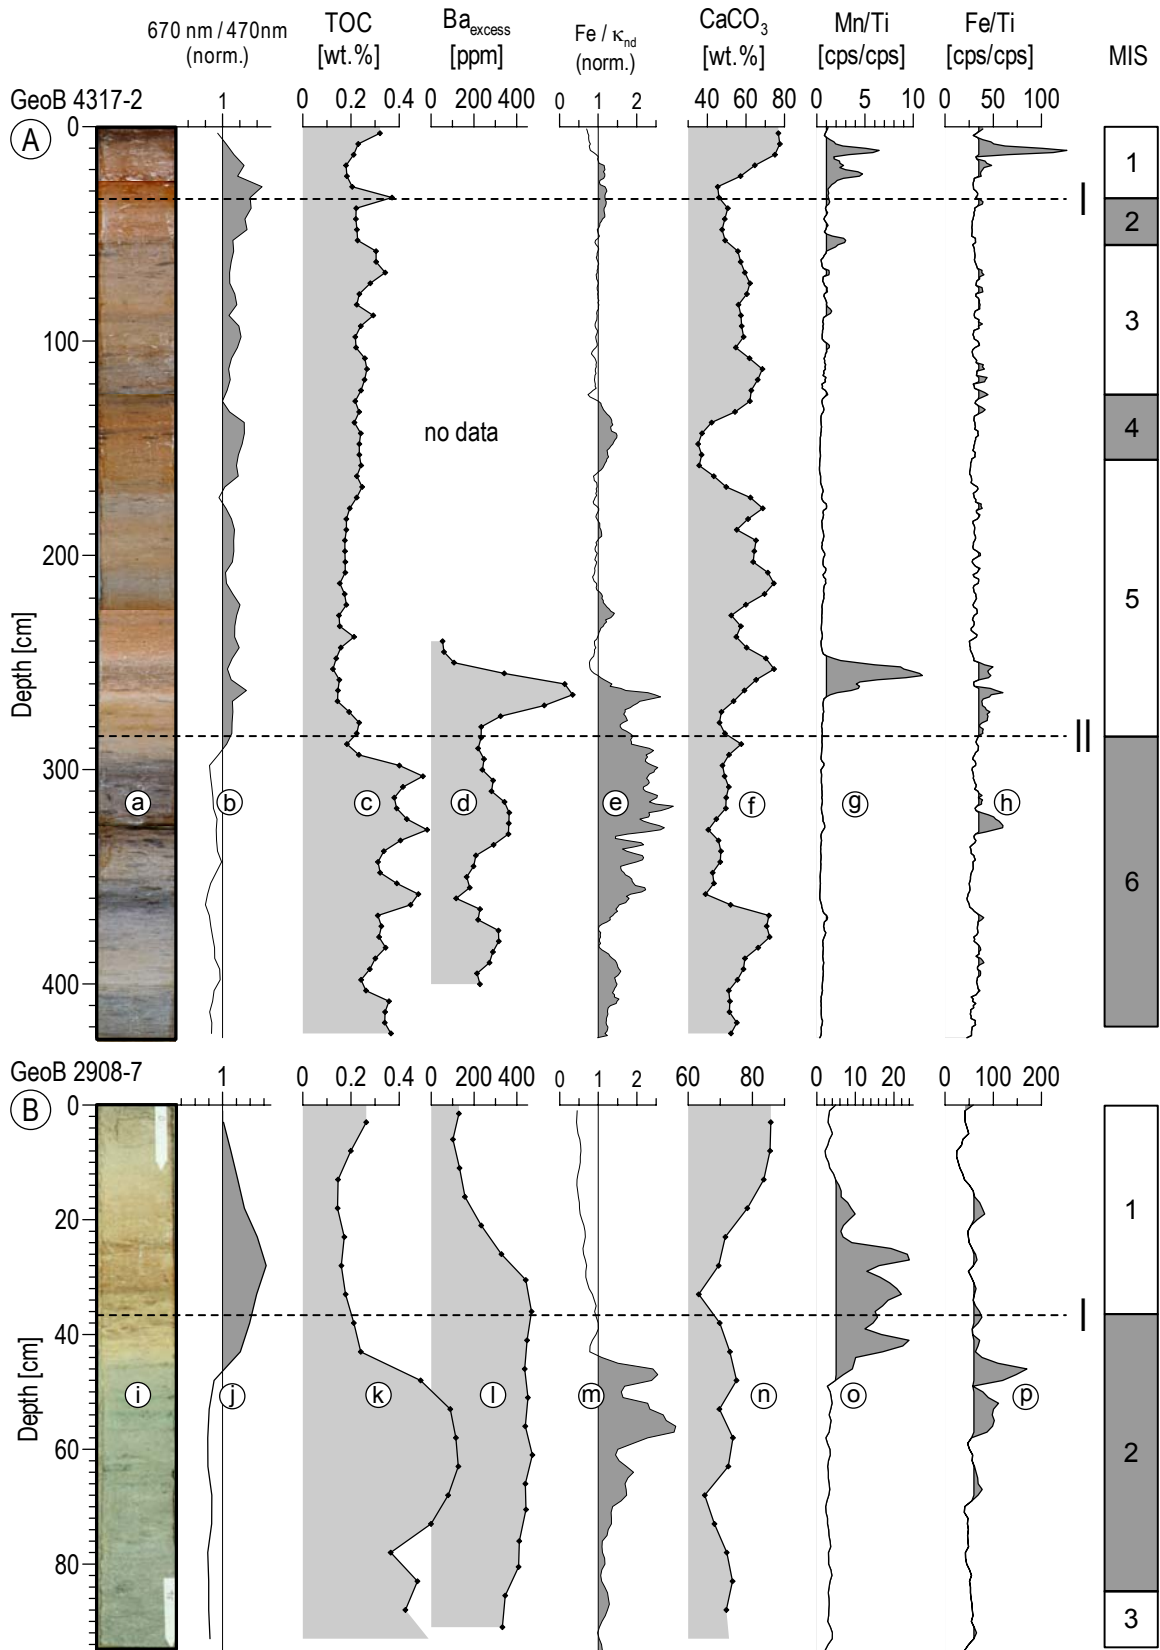 670 nm / 470nm
(norm.)
TOC
[wt.%]
Ba excess
[ppm]
Fe / κ nd
(norm.)
CaCO3
[wt.%]
Mn/Ti
[cps/cps]
Fe/Ti
[cps/cps]
MIS
GeoB 4317-2
1
0 0.2 0.4
0 200 400
0 1 2
40 60 80
0 5 10
0 50 100
A
0
100
200
300
400
Depth [cm]
no data
I
II
1
2
3
4
5
6
a
b
c
d
e
f
g
h
GeoB 2908-7
1
0 0.2 0.4
0 200 400
0 1 2
60 80
0 10 20
0 100 200
B
0
20
40
60
80
Depth [cm]
I
1
2
3
i
j
k
l
m
n
o
p